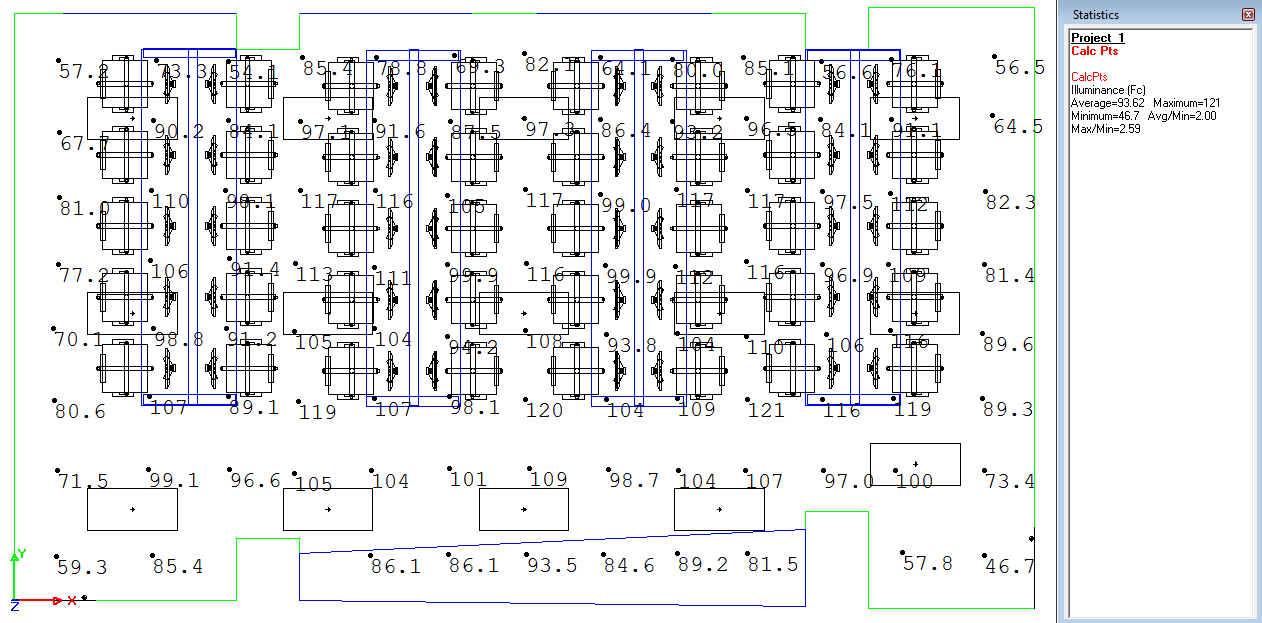 Statistics
Project_1
Calc Pts
CalcPts
Illuminance (Fc)
Average=93.62 Maximum=121
Minimum=46.7 Avg/Min=2.00
Max/Min=2.59
57.2 73.3 54.1 85.4 78.8 69.3 82.1 64.1 80.0 85.1 56.6 76.1 56.5
67.7 90.2 84.1 97.1 91.6 87.5 97.3 86.4 93.2 96.5 84.1 91.1 64.5
81.0 110 117 116 105 117 99.0 117 117 97.5 112 82.3
77.2 106 91.4 113 111 99.9 116 99.9 112 116 96.9 109 81.4
70.1 98.8 91.2 105 104 94.2 108 93.8 104 110 106 116 89.6
80.6 107 89.1 119 107 98.1 120 104 109 121 116 119 89.3
71.5 99.1 96.6 105 104 101 109 98.7 104 107 97.0 100 73.4
59.3 85.4 86.1 86.1 93.5 84.6 89.2 81.5 57.8 46.7
Y
Z X